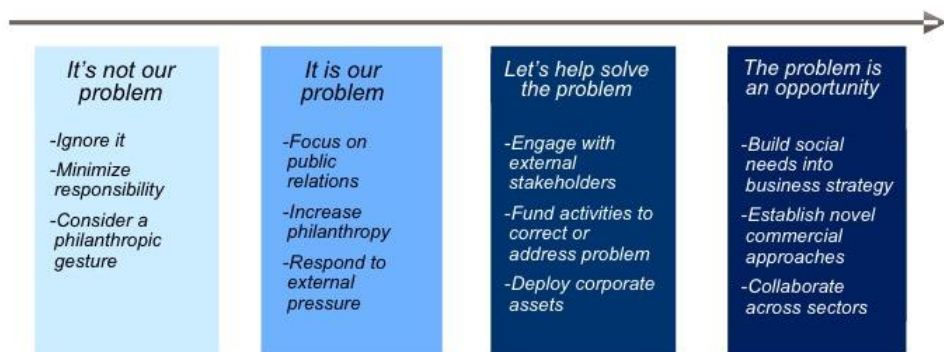 It's not our
problem
-Ignore it
-Minimize
responsibility
-Consider a
philanthropic
gesture
It is our
problem
-Focus on
public
relations
-Increase
philanthropy
-Respond to
external
pressure
Let's help solve
the problem
-Engage with
external
stakeholders
-Fund activities to
correct or
address problem
-Deploy corporate
assets
The problem is
an opportunity
-Build social
needs into
business strategy
-Establish novel
commercial
approaches
-Collaborate
across sectors